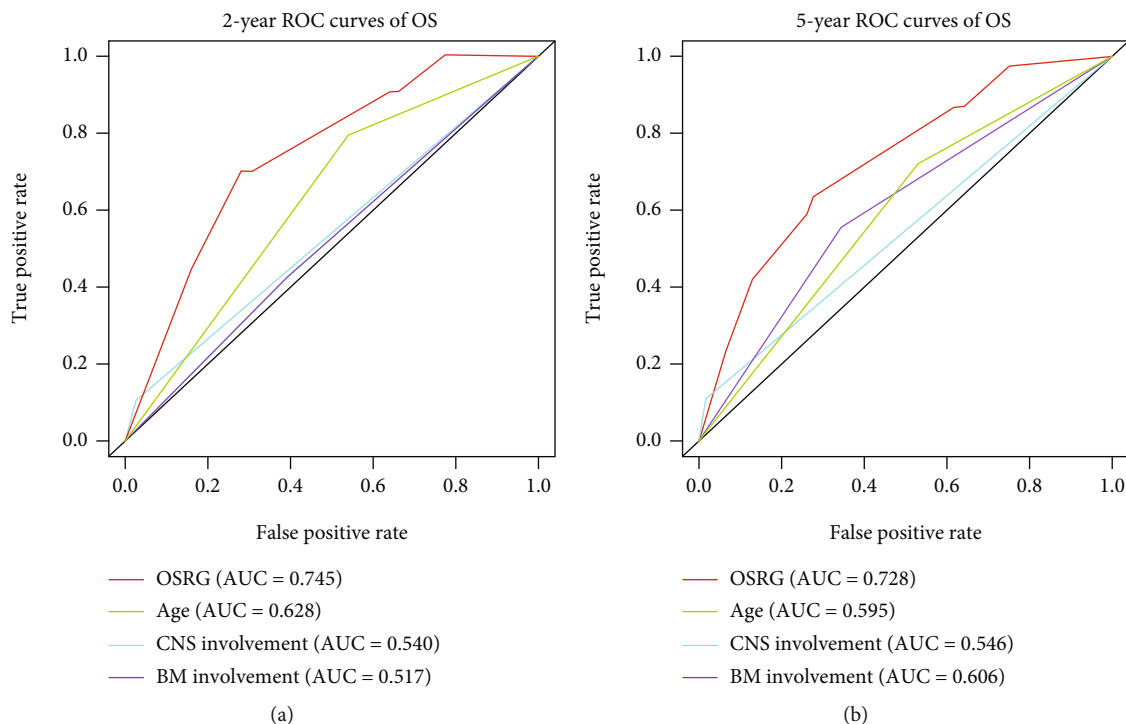 2-year ROC curves of OS
1.0
0.8
0.6
0.4
0.2
0.0
True positive rate
0.0 0.2 0.4 0.6 0.8 1.0
False positive rate
OSRG (AUC = 0.745)
Age (AUC = 0.628)
CNS involvement (AUC = 0.540)
BM involvement (AUC = 0.517)
(a)
5-year ROC curves of OS
1.0
0.8
0.6
0.4
0.2
0.0
True positive rate
0.0 0.2 0.4 0.6 0.8 1.0
False positive rate
OSRG (AUC = 0.728)
Age (AUC = 0.595)
CNS involvement (AUC = 0.546)
BM involvement (AUC = 0.606)
(b)